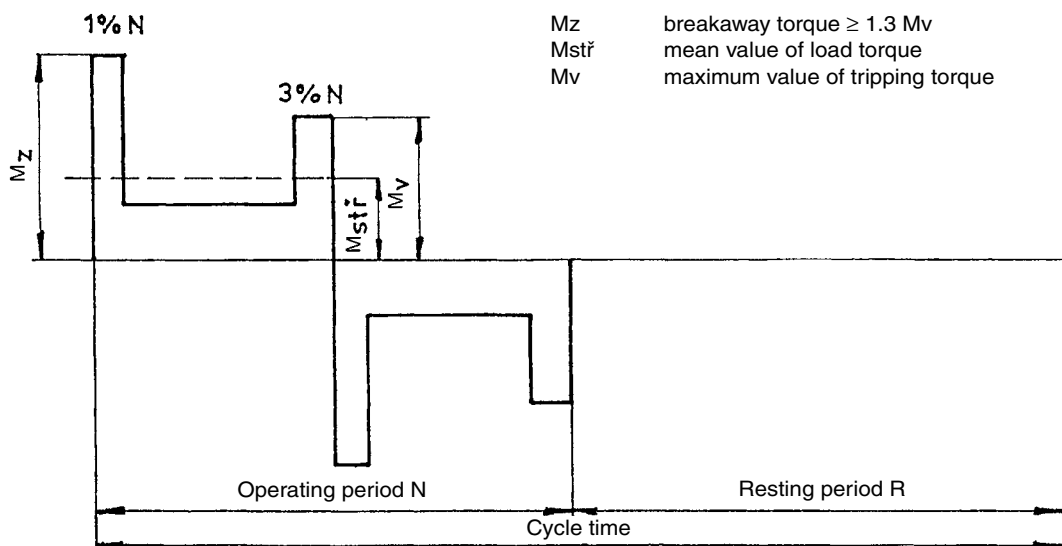 1% N
Mz breakaway torque ≥ 1.3 Mv
Mstř mean value of load torque
Mv maximum value of tripping torque
3% N
Mz
Mstř
Mv
Operating period N
Resting period R
Cycle time